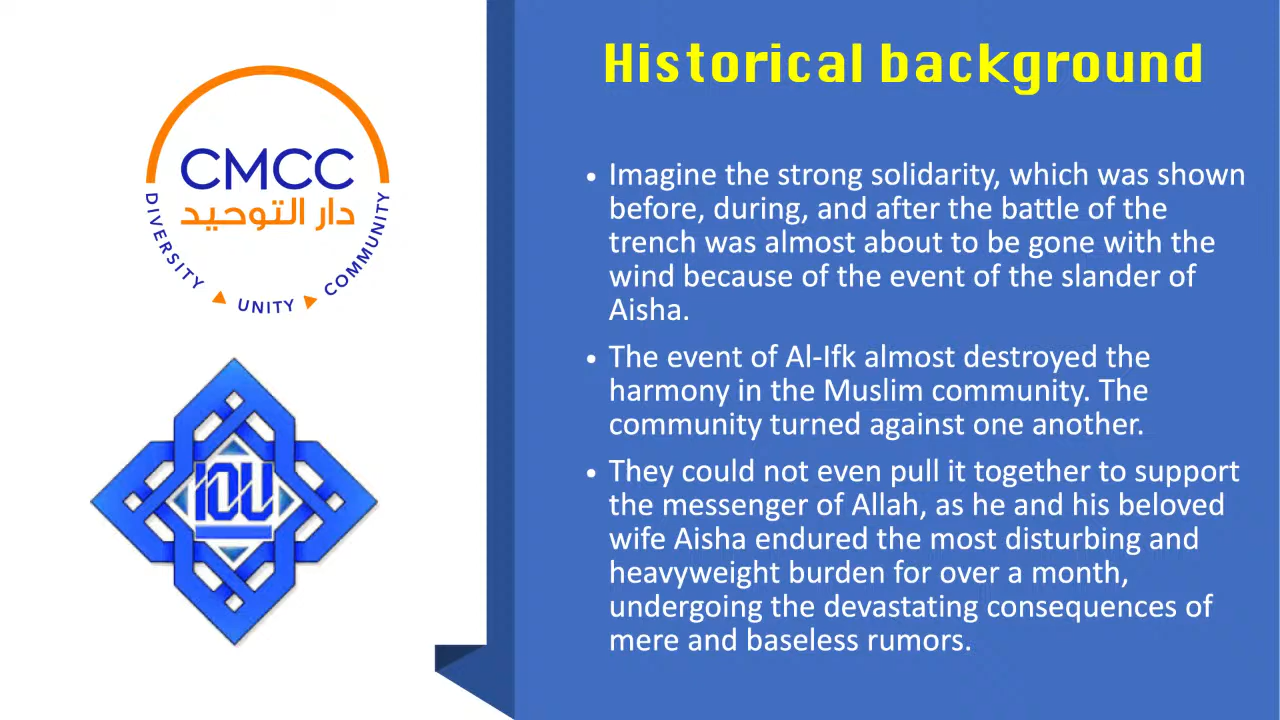 CMCC
دار التوحيد
DIVERSITY UNITY COMMUNITY
IOU
Historical background
• Imagine the strong solidarity, which was shown
before, during, and after the battle of the
trench was almost about to be gone with the
wind because of the event of the slander of
Aisha.
• The event of Al-Ifk almost destroyed the
harmony in the Muslim community. The
community turned against one another.
• They could not even pull it together to support
the messenger of Allah, as he and his beloved
wife Aisha endured the most disturbing and
heavyweight burden for over a month,
undergoing the devastating consequences of
mere and baseless rumors.